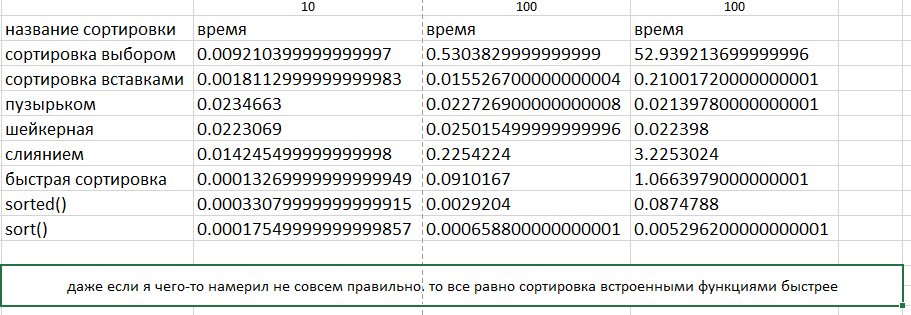 10 100 100
название сортировки время время время
сортировка выбором 0.009210399999999997 0.5303829999999999 52.939213699999996
сортировка вставками 0.0018112999999999983 0.015526700000000004 0.21001720000000001
пузырьком 0.0234663 0.022726900000000008 0.02139780000000001
шейкерная 0.0223069 0.025015499999999996 0.022398
слиянием 0.014245499999999998 0.2254224 3.2253024
быстрая сортировка 0.00013269999999999949 0.0910167 1.0663979000000001
sorted() 0.00033079999999999915 0.0029204 0.0874788
sort() 0.00017549999999999857 0.000658800000000001 0.005296200000000001
даже если я чего-то намерил не совсем правильно, то все равно сортировка встроенными функциями быстрее